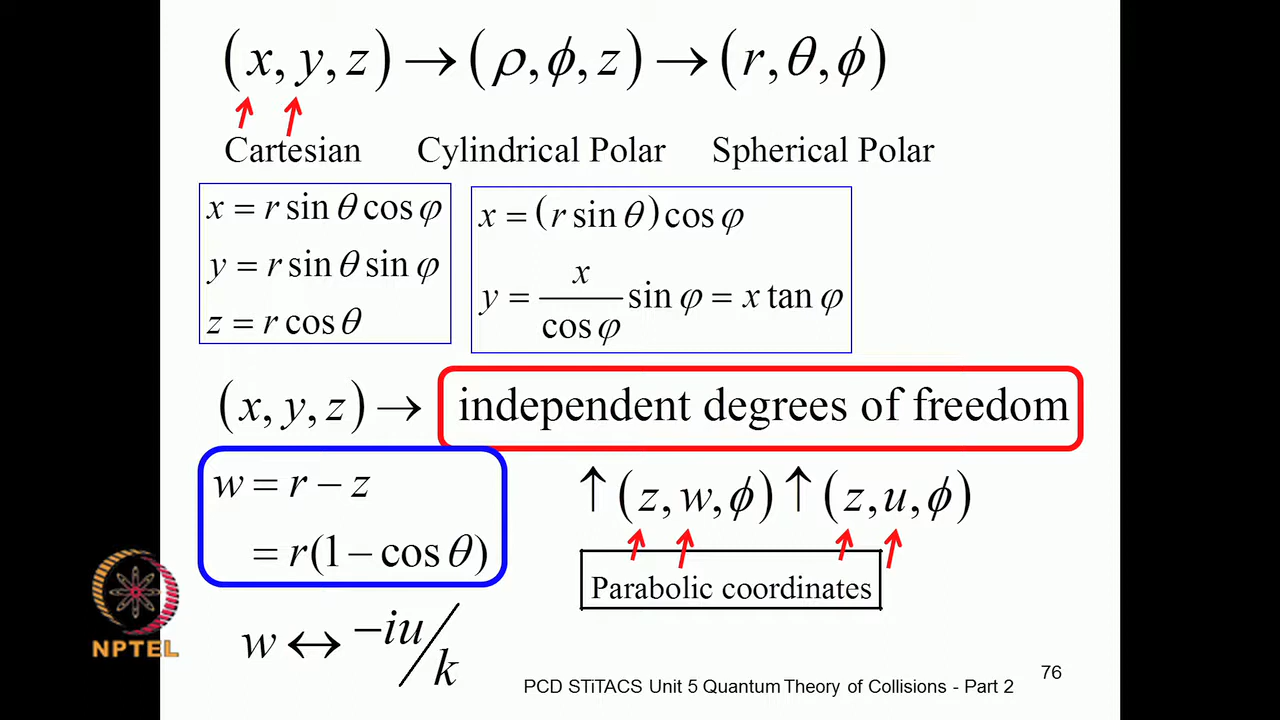 (x, y, z) → (ρ, ϕ, z) → (r, θ, ϕ)
Cartesian Cylindrical Polar Spherical Polar
x = r sin θ cos φ
y = r sin θ sin φ
z = r cos θ
x = (r sin θ) cos φ
y = x / cos φ sin φ = x tan φ
(x, y, z) → independent degrees of freedom
w = r − z
= r(1 − cos θ)
↑ (z, w, ϕ) ↑ (z, u, ϕ)
Parabolic coordinates
w ↔ −iu/k
NPTEL
76
PCD STiTACS Unit 5 Quantum Theory of Collisions - Part 2